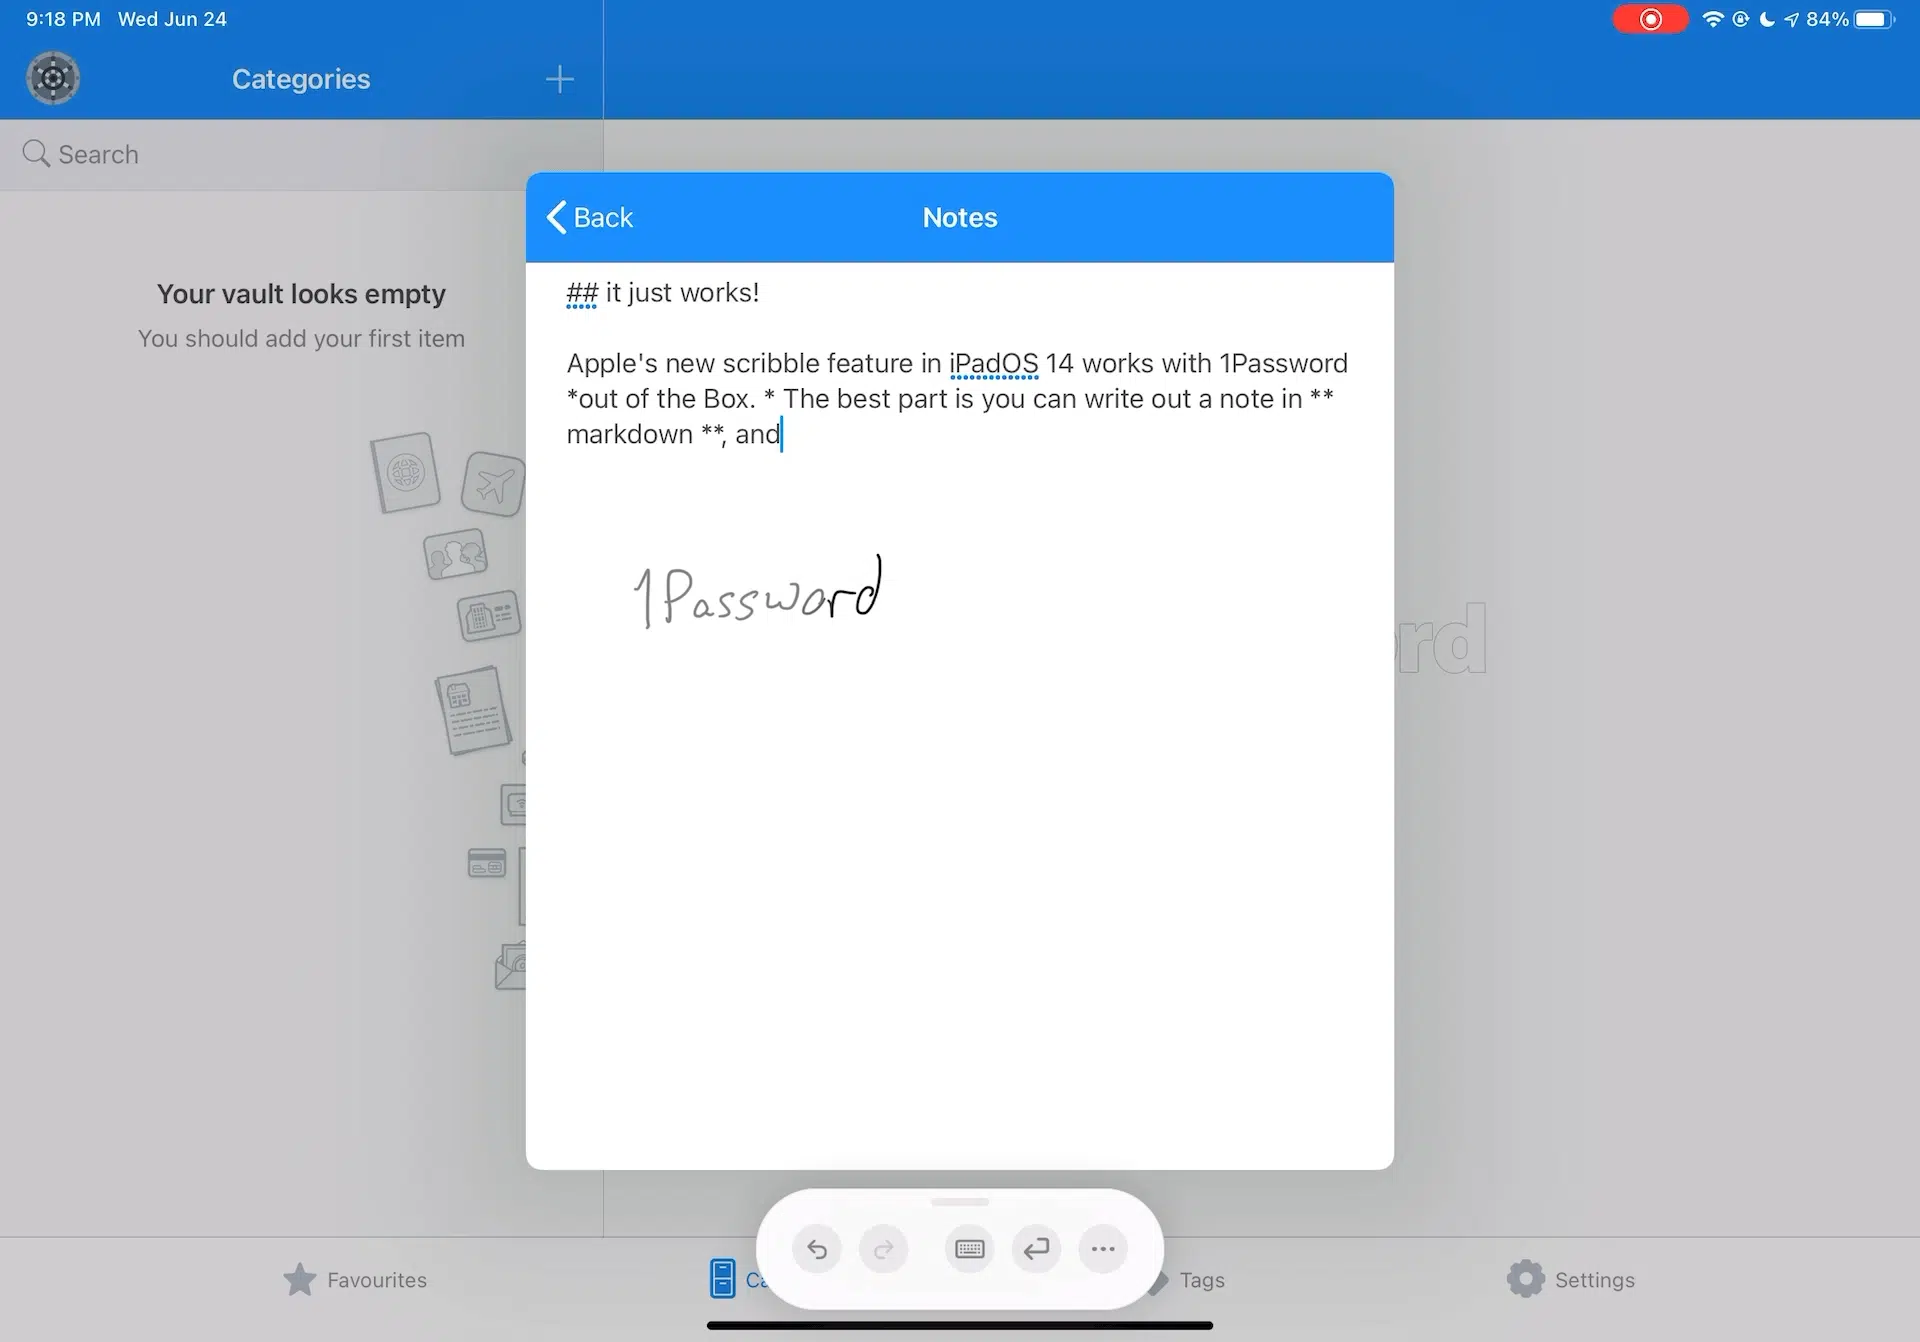 9:18 PM Wed Jun 24
84%
Categories
Search
Your vault looks empty
You should add your first item
Back
Notes
## it just works!
Apple's new scribble feature in iPadOS 14 works with 1Password
*out of the Box. * The best part is you can write out a note in **
markdown **, and
1Password
rd
Favourites
Ca
Tags
Settings